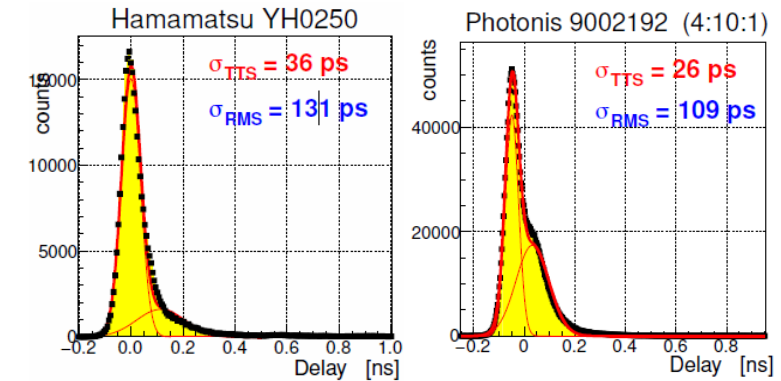 Hamamatsu YH0250
counts
15000
10000
5000
0
−0.2 0.0 0.2 0.4 0.6 0.8 1.0
Delay [ns]
σTTS = 36 ps
σRMS = 131 ps
Photonis 9002192 (4:10:1)
counts
40000
20000
0
−0.2 0 0.2 0.4 0.6 0.8
Delay [ns]
σTTS = 26 ps
σRMS = 109 ps